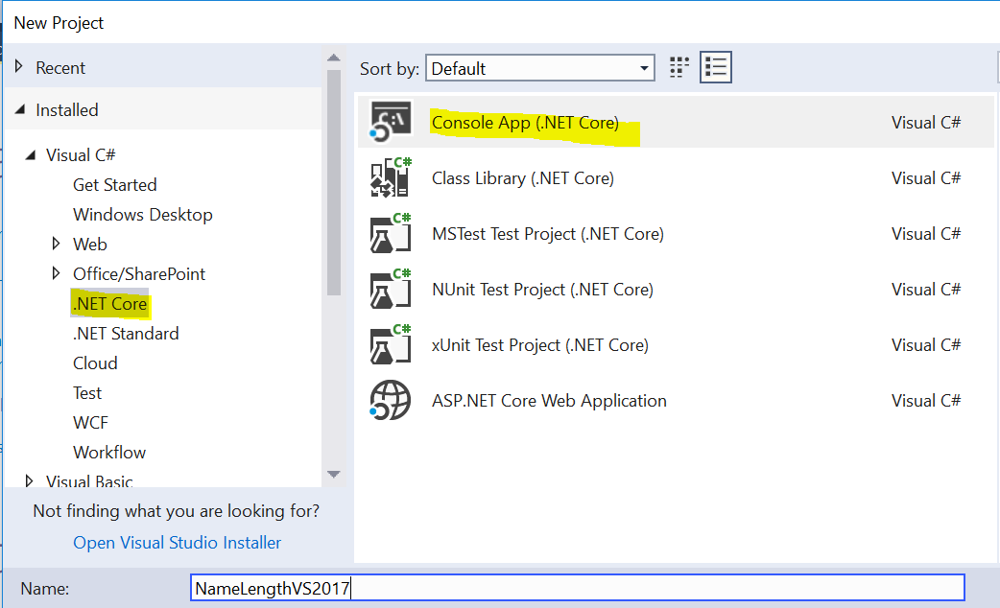 New Project
Recent
Installed
Visual C#
Get Started
Windows Desktop
Web
Office/SharePoint
.NET Core
.NET Standard
Cloud
Test
WCF
Workflow
Visual Basic
Not finding what you are looking for?
Open Visual Studio Installer
Sort by: Default
C:\ Console App (.NET Core) Visual C#
C# Class Library (.NET Core) Visual C#
C# MSTest Test Project (.NET Core) Visual C#
C# NUnit Test Project (.NET Core) Visual C#
C# xUnit Test Project (.NET Core) Visual C#
ASP.NET Core Web Application Visual C#
Name: NameLengthVS2017